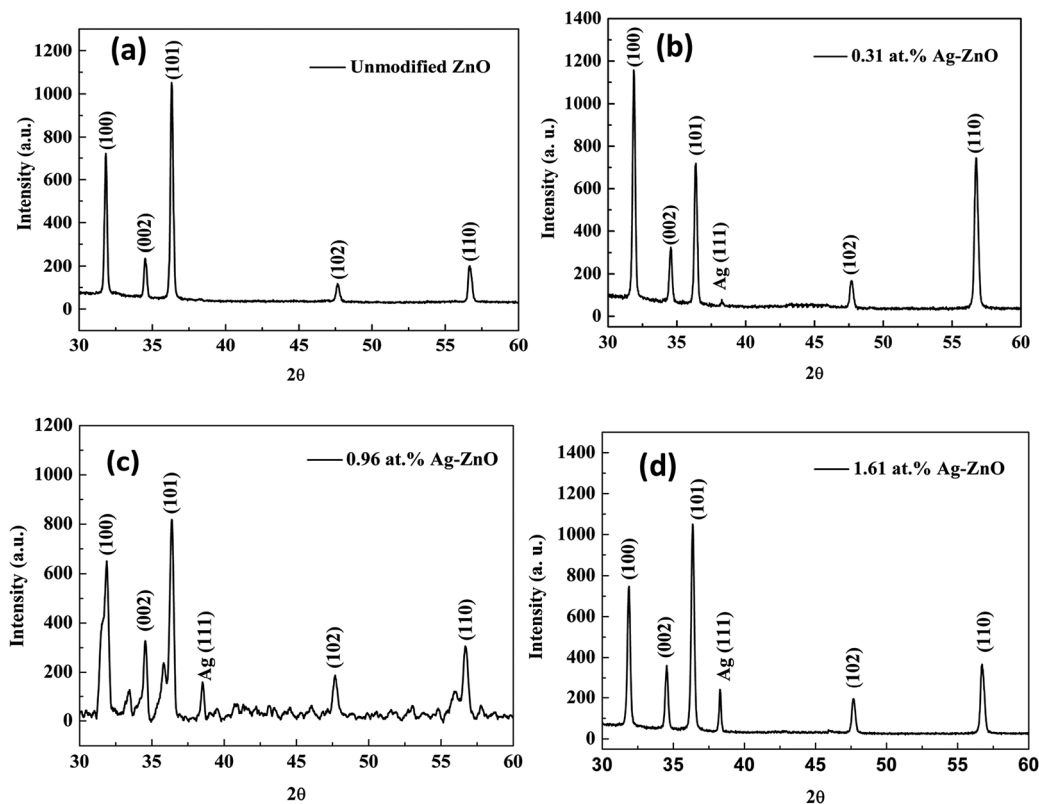 (a)
Unmodified ZnO
(100)
(002)
(101)
(102)
(110)
Intensity (a.u.)
1200
1000
800
600
400
200
0
30 35 40 45 50 55 60
2θ
(b)
0.31 at.% Ag-ZnO
(100)
(002)
(101)
Ag (111)
(102)
(110)
Intensity (a. u.)
1400
1200
1000
800
600
400
200
0
30 35 40 45 50 55 60
2θ
(c)
0.96 at.% Ag-ZnO
(100)
(002)
(101)
Ag (111)
(102)
(110)
Intensity (a.u.)
1200
1000
800
600
400
200
0
30 35 40 45 50 55 60
2θ
(d)
1.61 at.% Ag-ZnO
(100)
(002)
(101)
Ag (111)
(102)
(110)
Intensity (a. u.)
1400
1200
1000
800
600
400
200
0
30 35 40 45 50 55 60
2θ